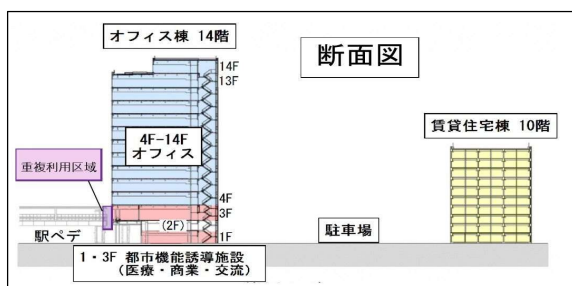 オフィス棟 14階
断面図
14F
13F
賃貸住宅棟 10階
4F-14F
オフィス
重複利用区域
4F
3F
(2F)
駅ペデ
1F
駐車場
1・3F 都市機能誘導施設
(医療・商業・交流)